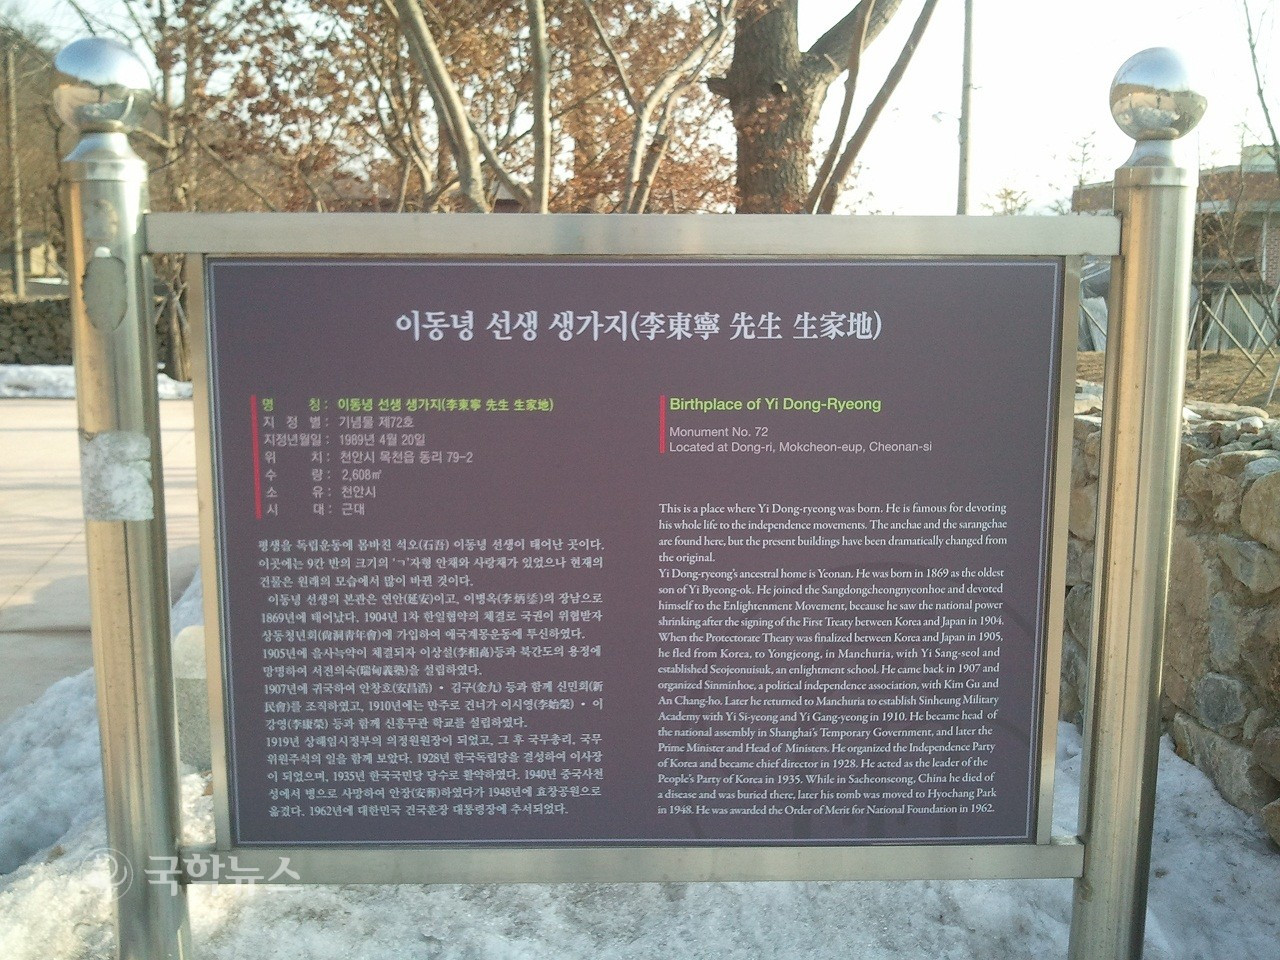 이동녕 선생 생가지(李東寧 先生 生家地)
명 칭 : 이동녕 선생 생가지(李東寧 先生 生家地)
지 정 별 : 기념물 제72호
지정년월일 : 1989년 4월 20일
위 치 : 천안시 목천읍 동리 79-2
수 량 : 2,608㎡
소 유 : 천안시
시 대 : 근대
평생을 독립운동에 몸바친 석오(石吾) 이동녕 선생이 태어난 곳이다.
이곳에는 9칸 반의 크기의 'ㄱ'자형 안채와 사랑채가 있었으나 현재의
건물은 원래의 모습에서 많이 바뀐 것이다.
이동녕 선생의 본관은 연안(延安)이고, 이병옥(李炳鋈)의 장남으로
1869년에 태어났다. 1904년 1차 한일협약의 체결로 국권이 위협받자
상동청년회(尙洞靑年會)에 가입하여 애국계몽운동에 투신하였다.
1905년에 을사늑약이 체결되자 이상설(李相卨)등과 북간도의 용정에
망명하여 서전의숙(瑞甸義塾)을 설립하였다.
1907년에 귀국하여 안창호(安昌浩)・김구(金九) 등과 함께 신민회(新
民會)를 조직하였고, 1910년에는 만주로 건너가 이시영(李始榮)・이
강영(李康榮) 등과 함께 신흥무관 학교를 설립하였다.
1919년 상해임시정부의 의정원원장이 되었고, 그 후 국무총리, 국무
위원주석의 일을 함께 보았다. 1928년 한국독립당을 결성하여 이사장
이 되었으며, 1935년 한국국민당 당수로 활약하였다. 1940년 중국사천
성에서 병으로 사망하여 안장(安葬)하였다가 1948년에 효창공원으로
옮겼다. 1962년에 대한민국 건국훈장 대통령장에 추서되었다.
Birthplace of Yi Dong-Ryeong
Monument No. 72
Located at Dong-ri, Mokcheon-eup, Cheonan-si
This is a place where Yi Dong-ryeong was born. He is famous for devoting
his whole life to the independence movements. The anchae and the sarangchae
are found here, but the present buildings have been dramatically changed from
the original.
Yi Dong-ryeong's ancestral home is Yeonan. He was born in 1869 as the oldest
son of Yi Byeong-ok. He joined the Sangdongcheongnyeonhoe and devoted
himself to the Enlightenment Movement, because he saw the national power
shrinking after the signing of the First Treaty between Korea and Japan in 1904.
When the Protectorate Theaty was finalized between Korea and Japan in 1905,
he fled from Korea, to Yongjeong, in Manchuria, with Yi Sang-seol and
established Seojeonuisuk, an enlightment school. He came back in 1907 and
organized Sinminhoe, a political independence association, with Kim Gu and
An Chang-ho. Later he returned to Manchuria to establish Sinheung Military
Academy with Yi Si-yeong and Yi Gang-yeong in 1910. He became head of
the national assembly in Shanghai's Temporary Government, and later the
Prime Minister and Head of Ministers. He organized the Independence Party
of Korea and became chief director in 1928. He acted as the leader of the
People's Party of Korea in 1935. While in Sacheonseong, China he died of
a disease and was buried there, later his tomb was moved to Hyochang Park
in 1948. He was awarded the Order of Merit for National Foundation in 1962.
국함뉴스